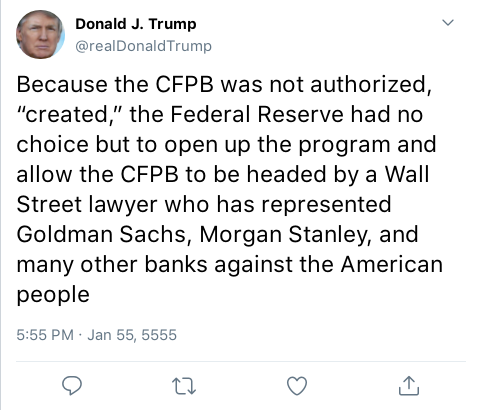 Donald J. Trump
@realDonaldTrump
Because the CFPB was not authorized,
“created,” the Federal Reserve had no
choice but to open up the program and
allow the CFPB to be headed by a Wall
Street lawyer who has represented
Goldman Sachs, Morgan Stanley, and
many other banks against the American
people
5:55 PM · Jan 55, 5555